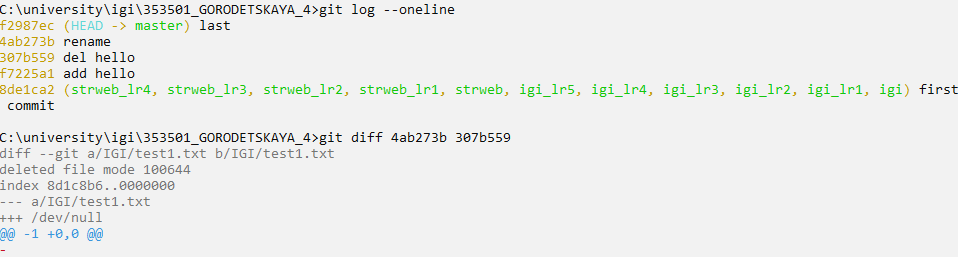 C:\university\igi\353501_GORODETSKAYA_4>git log --oneline
f2987ec (HEAD -> master) last
4ab273b rename
307b559 del hello
f7225a1 add hello
8de1ca2 (strweb_lr4, strweb_lr3, strweb_lr2, strweb_lr1, strweb, igi_lr5, igi_lr4, igi_lr3, igi_lr2, igi_lr1, igi) first
 commit

C:\university\igi\353501_GORODETSKAYA_4>git diff 4ab273b 307b559
diff --git a/IGI/test1.txt b/IGI/test1.txt
deleted file mode 100644
index 8d1c8b6..0000000
--- a/IGI/test1.txt
+++ /dev/null
@@ -1 +0,0 @@
-